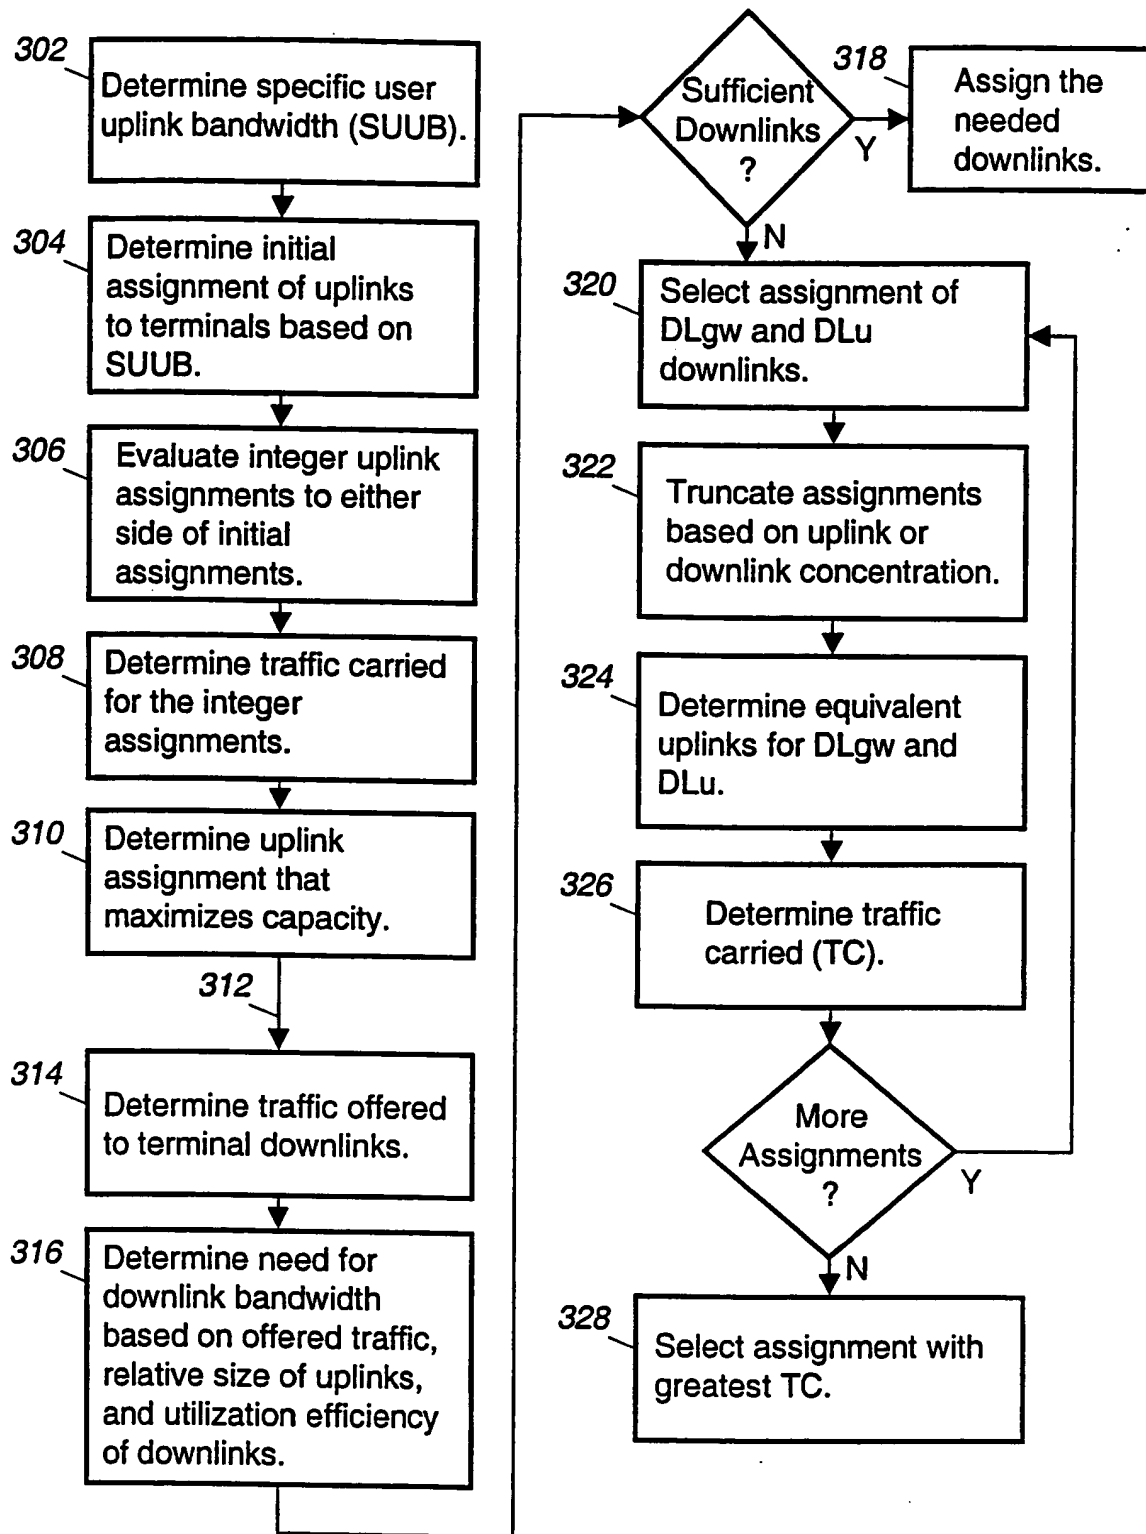 302
Determine specific user
uplink bandwidth (SUUB).
304
Determine initial
assignment of uplinks
to terminals based on
SUUB.
306
Evaluate integer uplink
assignments to either
side of initial
assignments.
308
Determine traffic carried
for the integer
assignments.
310
Determine uplink
assignment that
maximizes capacity.
312
314
Determine traffic offered
to terminal downlinks.
316
Determine need for
downlink bandwidth
based on offered traffic,
relative size of uplinks,
and utilization efficiency
of downlinks.
Sufficient
Downlinks
?
Y
N
318
Assign the
needed
downlinks.
320
Select assignment of
DLgw and DLu
downlinks.
322
Truncate assignments
based on uplink or
downlink concentration.
324
Determine equivalent
uplinks for DLgw and
DLu.
326
Determine traffic
carried (TC).
More
Assignments
?
Y
N
328
Select assignment with
greatest TC.